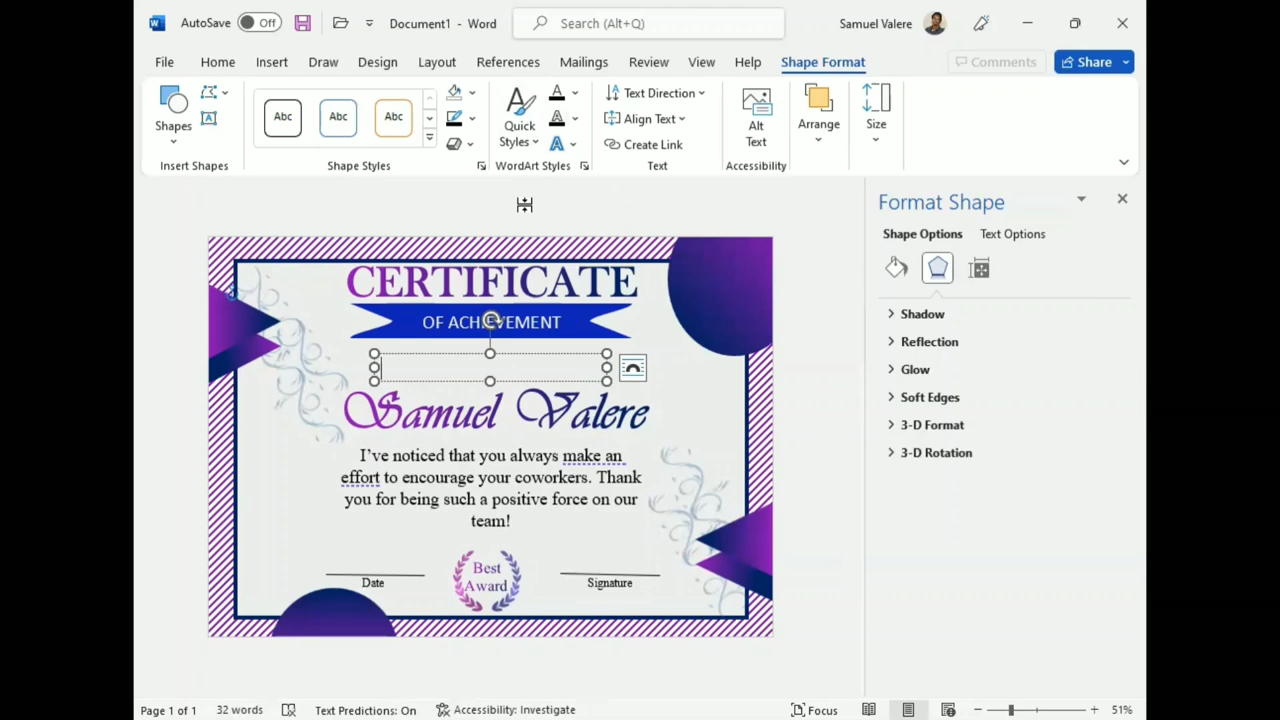 AutoSave Off Document1 - Word Search (Alt+Q) Samuel Valere
File Home Insert Draw Design Layout References Mailings Review View Help Shape Format Comments Share
Abc Abc Abc
Shapes
Quick
Styles
Text Direction
Align Text
Create Link
Alt
Text
Arrange
Size
Insert Shapes Shape Styles WordArt Styles Text Accessibility
Format Shape
Shape Options Text Options
Shadow
Reflection
Glow
Soft Edges
3-D Format
3-D Rotation
CERTIFICATE
OF ACHIEVEMENT
Samuel Valere
I’ve noticed that you always make an
effort to encourage your coworkers. Thank
you for being such a positive force on our
team!
Date
Best
Award
Signature
Page 1 of 1 32 words Text Predictions: On Accessibility: Investigate Focus 51%